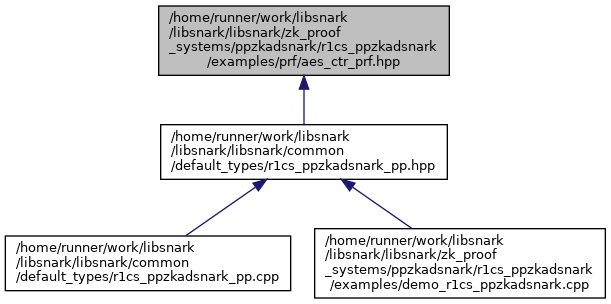 /home/runner/work/libsnark
/libsnark/libsnark/zk_proof
_systems/ppzkadsnark/r1cs_ppzkadsnark
/examples/prf/aes_ctr_prf.hpp
/home/runner/work/libsnark
/libsnark/libsnark/common
/default_types/r1cs_ppzkadsnark_pp.hpp
/home/runner/work/libsnark
/libsnark/libsnark/common
/default_types/r1cs_ppzkadsnark_pp.cpp
/home/runner/work/libsnark
/libsnark/libsnark/zk_proof
_systems/ppzkadsnark/r1cs_ppzkadsnark
/examples/demo_r1cs_ppzkadsnark.cpp